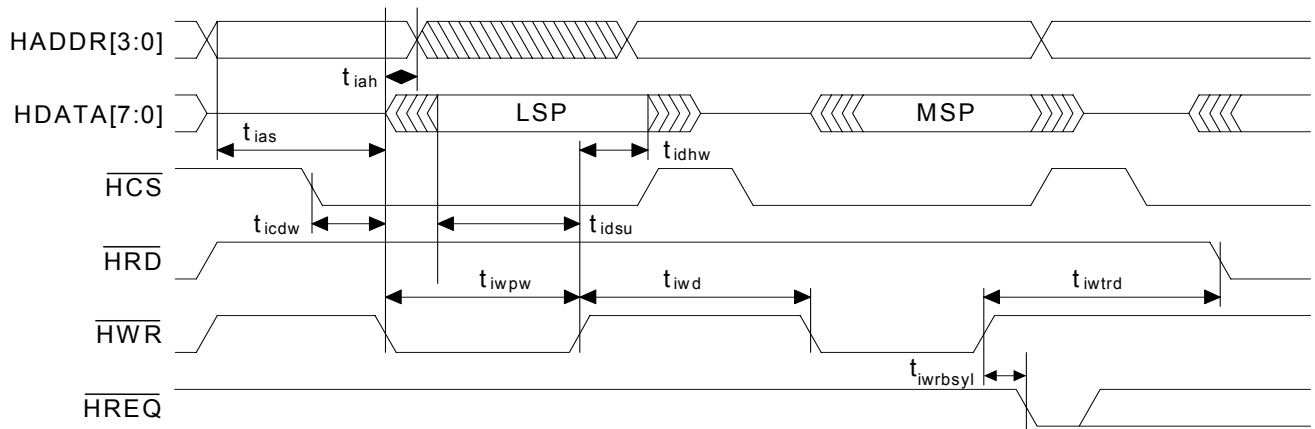 HADDR[3:0]
t iah
HDATA[7:0]
LSP
MSP
t ias
t idhw
HCS
t icdw
t idsu
HRD
t iwpw
t iwd
t iwtrd
HWR
t iwrbsyl
HREQ